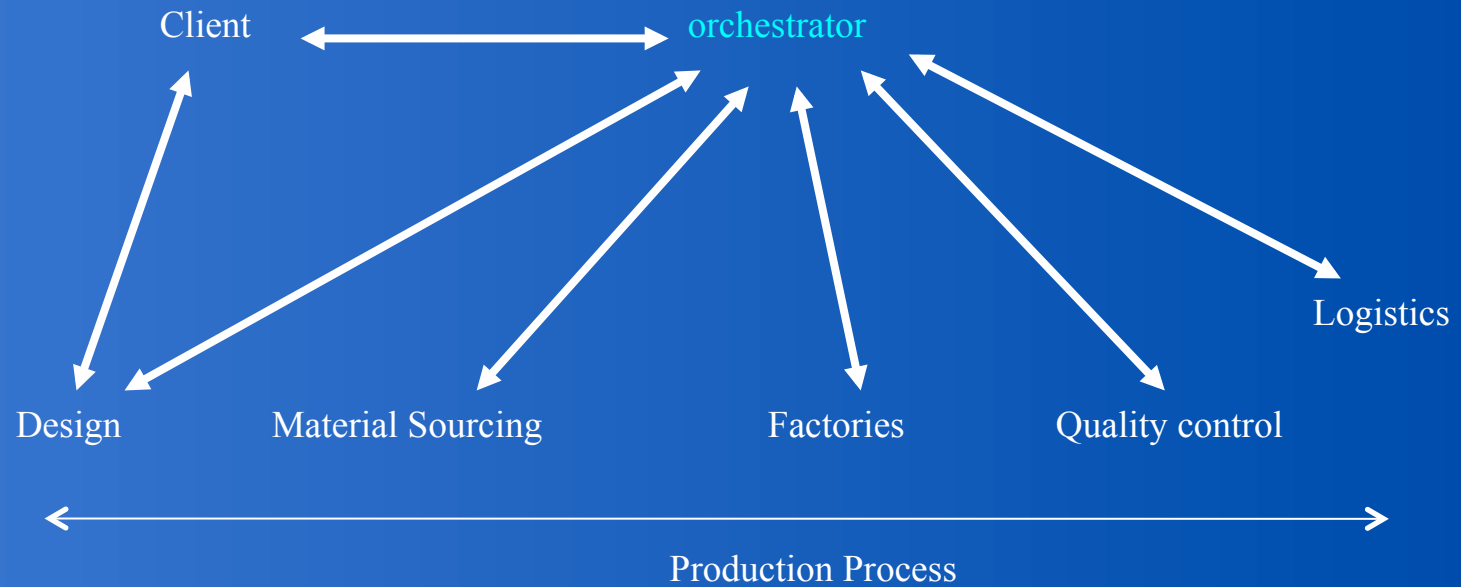 Client
orchestrator
Logistics
Design
Material Sourcing
Factories
Quality control
Production Process